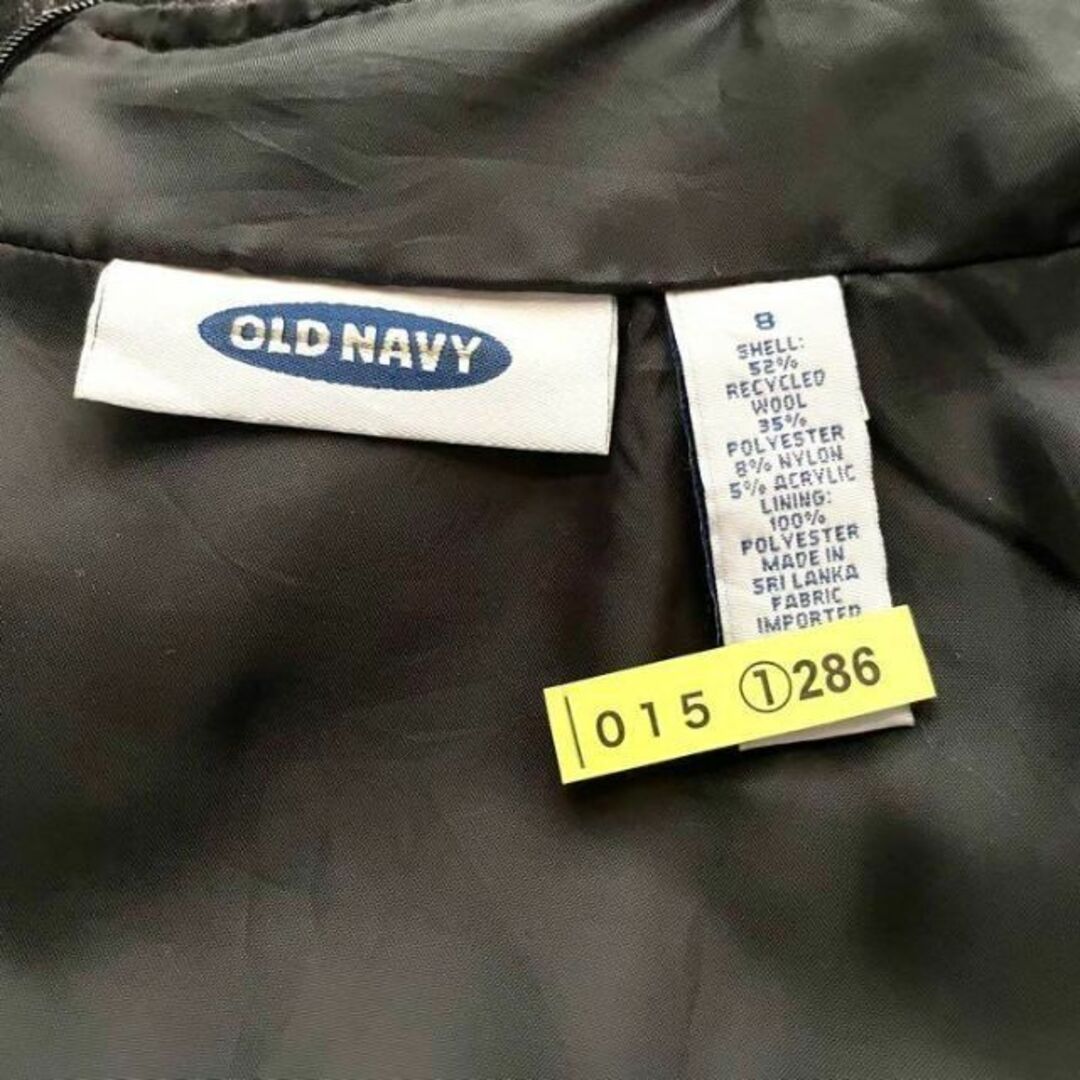 OLD NAVY
8
SHELL:
52%
RECYCLED
WOOL
35%
POLYESTER
8% NYLON
5% ACRYLIC
LINING:
100%
POLYESTER
MADE IN
SRI LANKA
FABRIC
IMPORTED
015 ①286